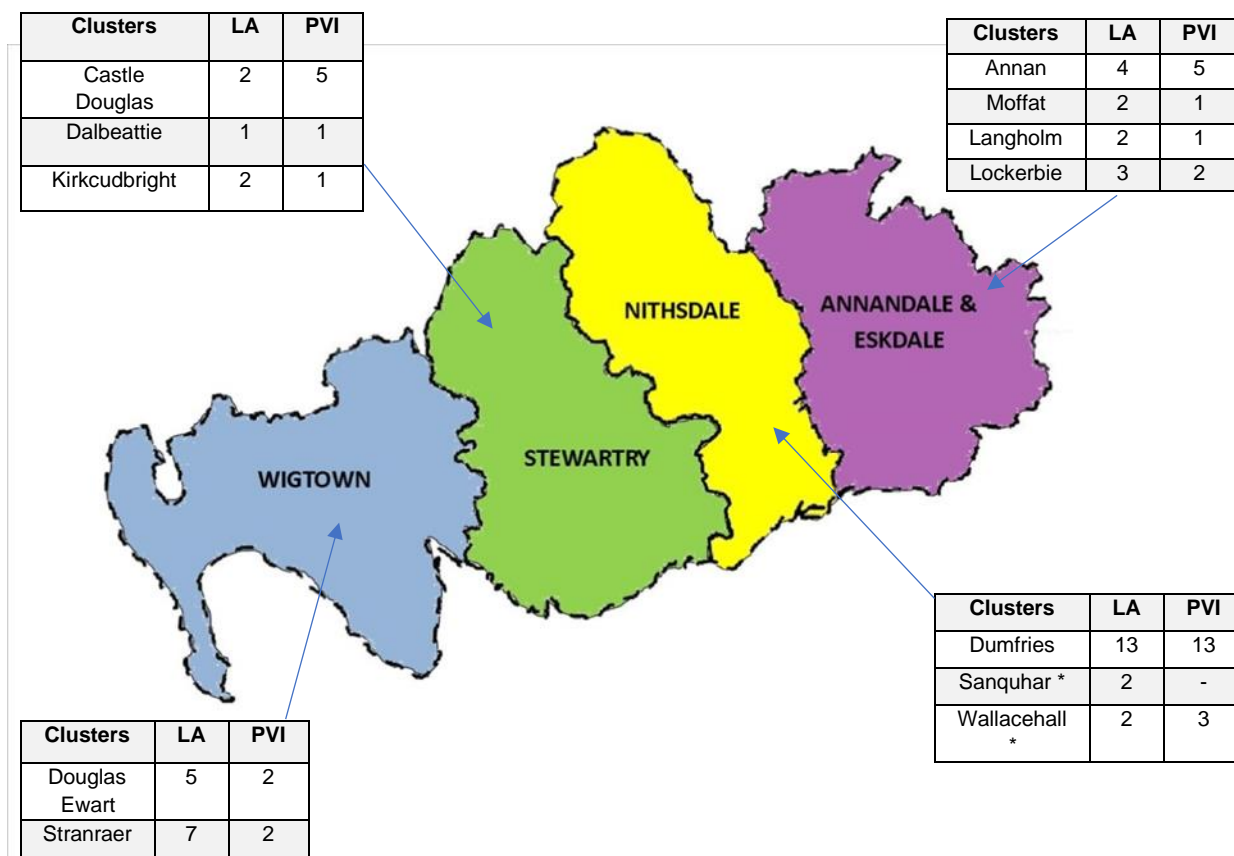 Clusters LA PVI
Castle Douglas 2 5
Dalbeattie 1 1
Kirkcudbright 2 1
Clusters LA PVI
Annan 4 5
Moffat 2 1
Langholm 2 1
Lockerbie 3 2
NITHSDALE
ANNANDALE &
ESKDALE
STEWARTRY
WIGTOWN
Clusters LA PVI
Dumfries 13 13
Sanquhar * 2 -
Wallacehall * 2 3
Clusters LA PVI
Douglas Ewart 5 2
Stranraer 7 2